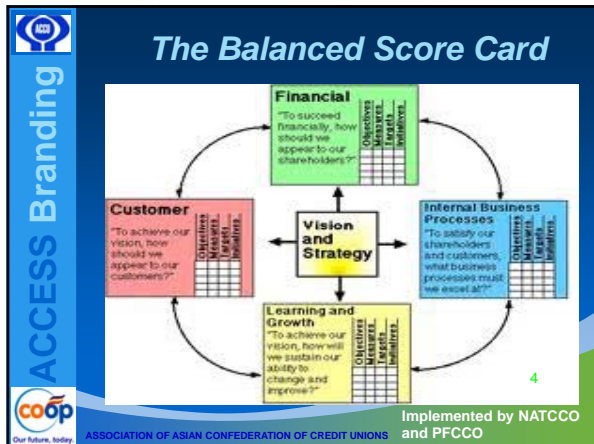 ACCU
The Balanced Score Card
ACCESS Branding
Financial
"To succeed
financially, how
should we
appear to our
shareholders?"
Objectives
Measures
Targets
Initiatives
Customer
"To achieve our
vision, how
should we
appear to our
customers?"
Objectives
Measures
Targets
Initiatives
Vision
and
Strategy
Internal Business
Processes
"To satisfy our
shareholders
and customers,
what business
processes must
we excel at?"
Objectives
Measures
Targets
Initiatives
Learning and
Growth
"To achieve our
vision, how will
we sustain our
ability to
change and
improve?"
Objectives
Measures
Targets
Initiatives
4
coop
Our future, today.
ASSOCIATION OF ASIAN CONFEDERATION OF CREDIT UNIONS
Implemented by NATCCO
and PFCCO